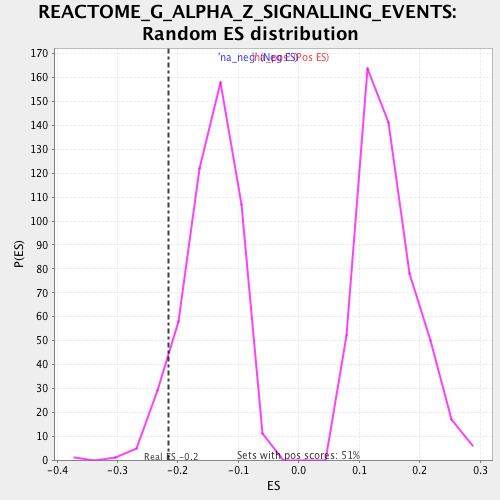 REACTOME_G_ALPHA_Z_SIGNALLING_EVENTS:
Random ES distribution
'na_neg' (Neg ES)
'na_pos' (Pos ES)
170
160
150
140
130
120
110
100
90
80
70
60
50
40
30
20
10
0
P(ES)
Real ES -0.2
Sets with pos scores: 51%
-0.4 -0.3 -0.2 -0.1 0.0 0.1 0.2 0.3
ES